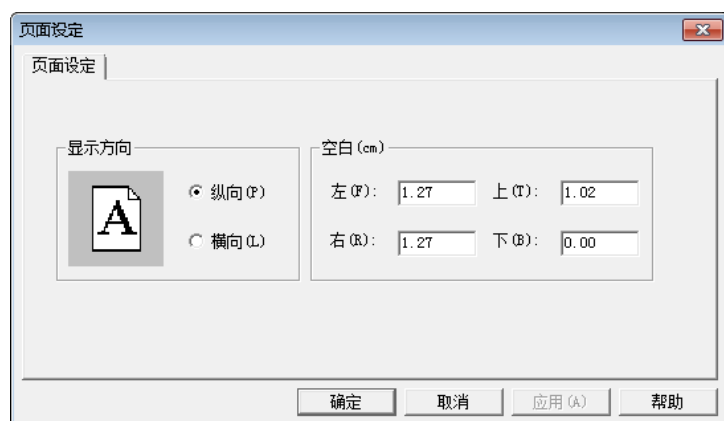 页面设定
页面设定
显示方向
A
纵向(P)
横向(L)
空白(cm)
左(F): 1.27 上(T): 1.02
右(R): 1.27 下(B): 0.00
确定 取消 应用(A) 帮助